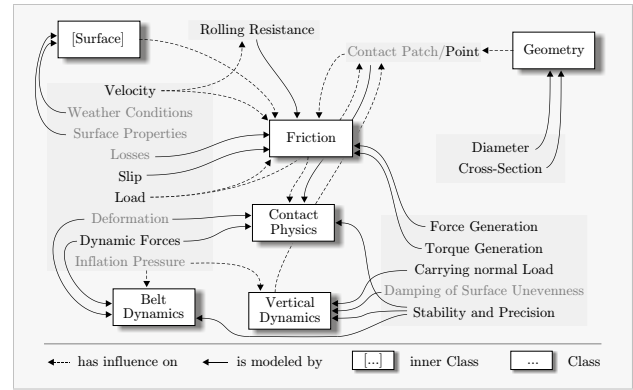 Rolling Resistance
[Surface]
Contact Patch/Point
Geometry
Velocity
Weather Conditions
Surface Properties
Losses
Slip
Load
Friction
Diameter
Cross-Section
Deformation
Dynamic Forces
Inflation Pressure
Contact
Physics
Force Generation
Torque Generation
Carrying normal Load
Damping of Surface Unevenness
Stability and Precision
Belt
Dynamics
Vertical
Dynamics
has influence on
is modeled by
[...]
inner Class
...
Class